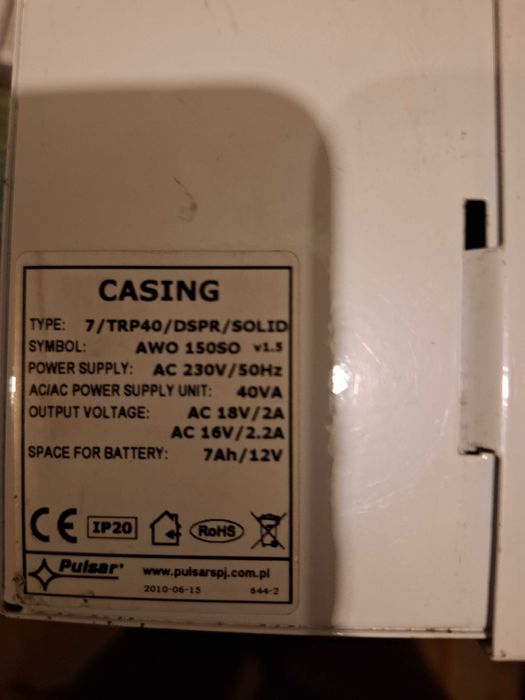 CASING
TYPE: 7/TRP40/DSPR/SOLID
SYMBOL: AWO 150SO v1.5
POWER SUPPLY: AC 230V/50Hz
AC/AC POWER SUPPLY UNIT: 40VA
OUTPUT VOLTAGE: AC 18V/2A
AC 16V/2.2A
SPACE FOR BATTERY: 7Ah/12V
CE IP20 RoHS
Pulsar® www.pulsarspj.com.pl
2010-06-15 644-2